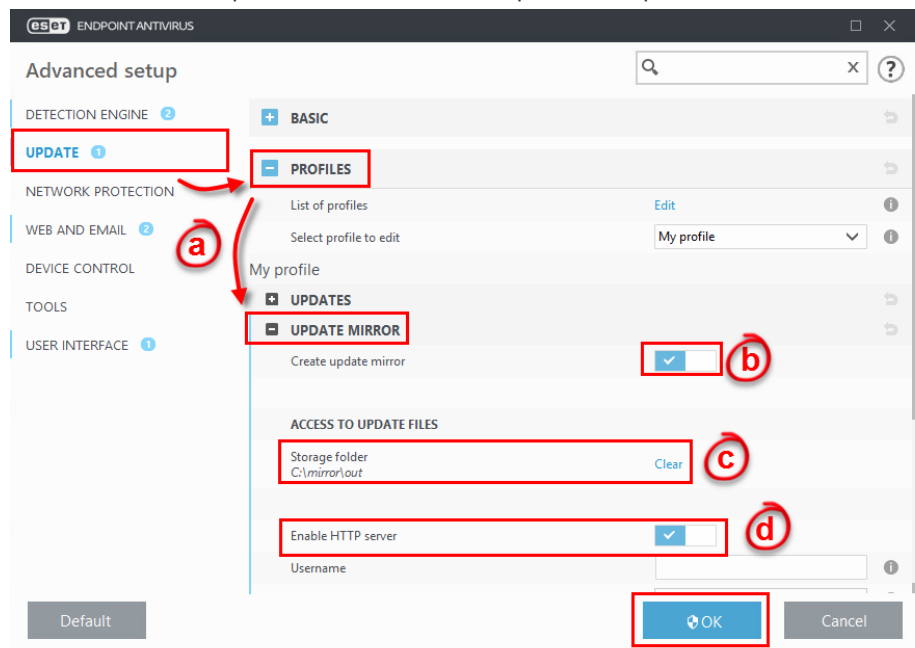 eset ENDPOINT ANTIVIRUS
Advanced setup
X
?
DETECTION ENGINE 2
UPDATE 1
NETWORK PROTECTION
WEB AND EMAIL 2
DEVICE CONTROL
TOOLS
USER INTERFACE 1
BASIC
PROFILES
List of profiles Edit
Select profile to edit My profile
My profile
UPDATES
UPDATE MIRROR
Create update mirror
ACCESS TO UPDATE FILES
Storage folder
C:\mirror\out
Clear
Enable HTTP server
Username
a
b
c
d
Default
OK
Cancel